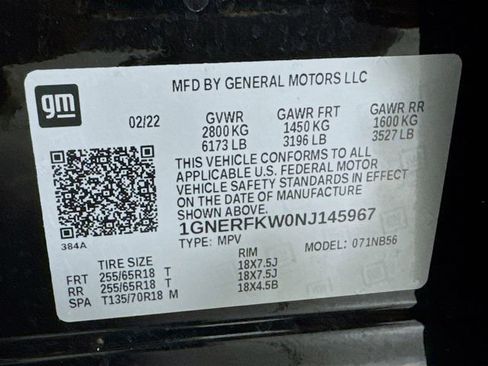 MFD BY GENERAL MOTORS LLC
gm
02/22 GVWR GAWR FRT GAWR RR
2800 KG 1450 KG 1600 KG
6173 LB 3196 LB 3527 LB
THIS VEHICLE CONFORMS TO ALL
APPLICABLE U.S. FEDERAL MOTOR
VEHICLE SAFETY STANDARDS IN EFFECT
ON THE DATE OF MANUFACTURE
SHOWN ABOVE.
1GNERFKW0NJ145967
384A
TYPE: MPV MODEL: 071NB56
TIRE SIZE RIM
FRT 255/65R18 T 18X7.5J
RR 255/65R18 T 18X7.5J
SPA T135/70R18 M 18X4.5B